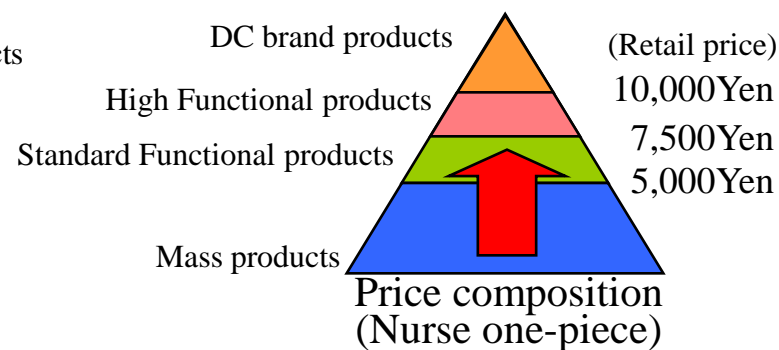 DC brand products
(Retail price)
High Functional products
10,000Yen
7,500Yen
Standard Functional products
5,000Yen
Mass products
Price composition
(Nurse one-piece)